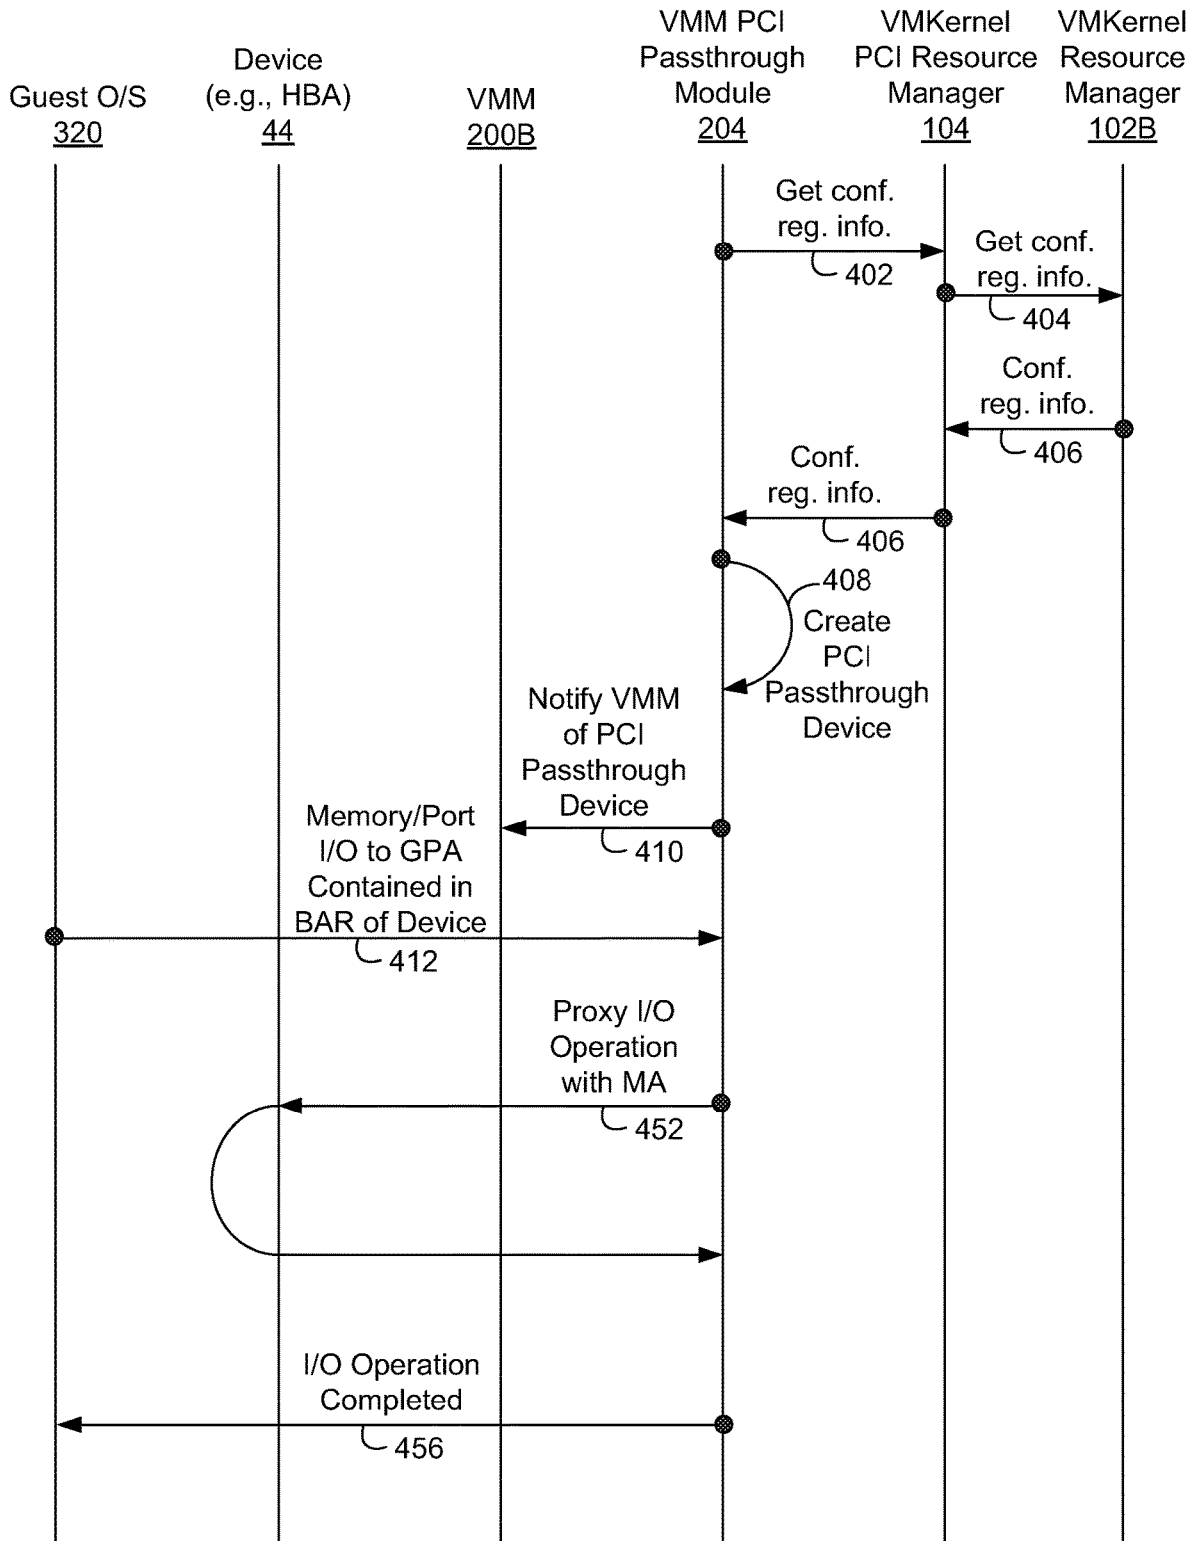 Guest O/S
320
Device
(e.g., HBA)
44
VMM
200B
VMM PCI
Passthrough
Module
204
VMKernel
PCI Resource
Manager
104
VMKernel
Resource
Manager
102B
Get conf.
reg. info.
402
Get conf.
reg. info.
404
Conf.
reg. info.
406
Conf.
reg. info.
406
408
Create
PCI
Passthrough
Device
Notify VMM
of PCI
Passthrough
Device
410
Memory/Port
I/O to GPA
Contained in
BAR of Device
412
Proxy I/O
Operation
with MA
452
I/O Operation
Completed
456